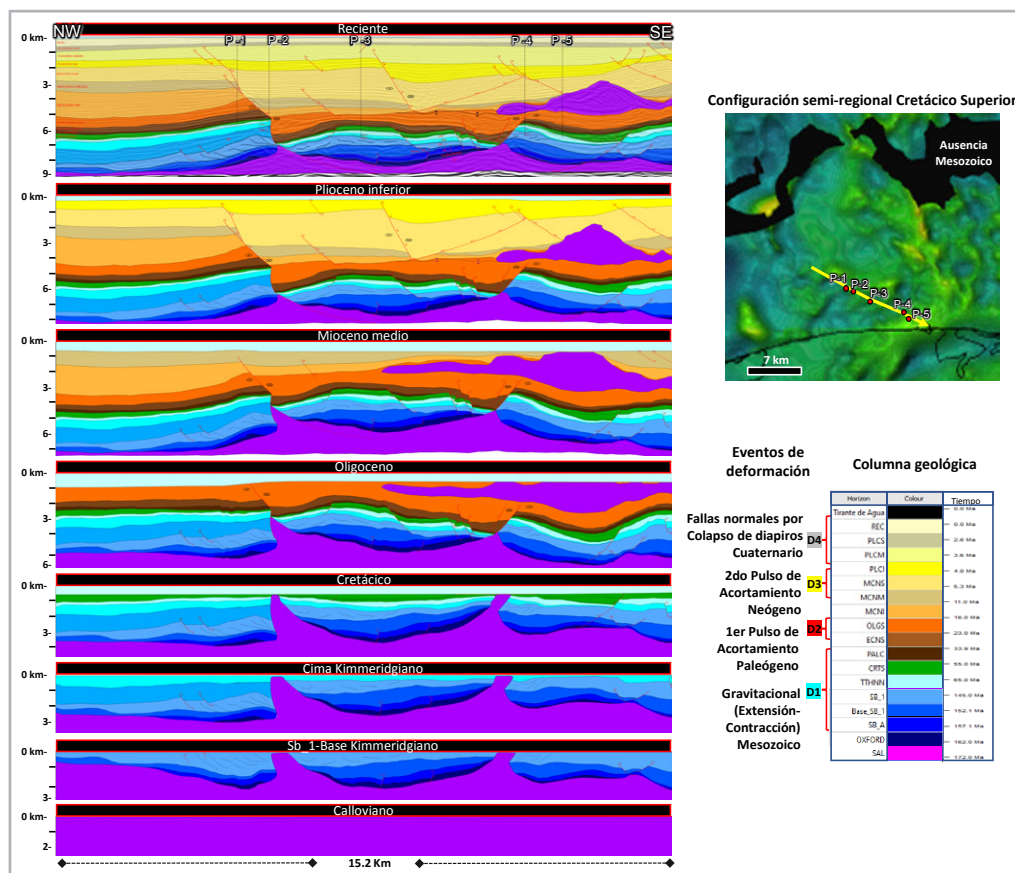 Reciente
NW
SE
P -1
P -2
P -3
P -4
P -5
0 km-
3-
6-
9-
Plioceno inferior
0 km-
3-
6-
Mioceno medio
0 km-
3-
6-
Oligoceno
0 km-
3-
6-
Cretácico
0 km-
3-
Cima Kimmeridgiano
0 km-
3-
Sb_1-Base Kimmeridgiano
0 km-
3-
Calloviano
0 km-
2-
15.2 Km
Configuración semi-regional Cretácico Superior
Ausencia
Mesozoico
P-1
P-2
P-3
P-4
P-5
7 km
Eventos de
deformación
Columna geológica
Fallas normales por
Colapso de diapiros
Cuaternario
D4
2do Pulso de
Acortamiento
Neógeno
D3
1er Pulso de
Acortamiento
Paleógeno
D2
Gravitacional
(Extensión-
Contracción)
Mesozoico
D1
Horizon Colour Tiempo
Tirante de Agua 0.0 Ma
REC 0.0 Ma
PLCS 2.6 Ma
PLCM 3.6 Ma
PLCI 4.0 Ma
MCNS 5.3 Ma
MCNM 11.0 Ma
MCNI 16.0 Ma
OLGS 23.0 Ma
ECNS 33.9 Ma
PALC 55.0 Ma
CRTS 65.0 Ma
TTHNN 145.0 Ma
SB_1 152.1 Ma
Base_SB_1 157.1 Ma
SB_A 162.0 Ma
OXFORD 172.0 Ma
SAL